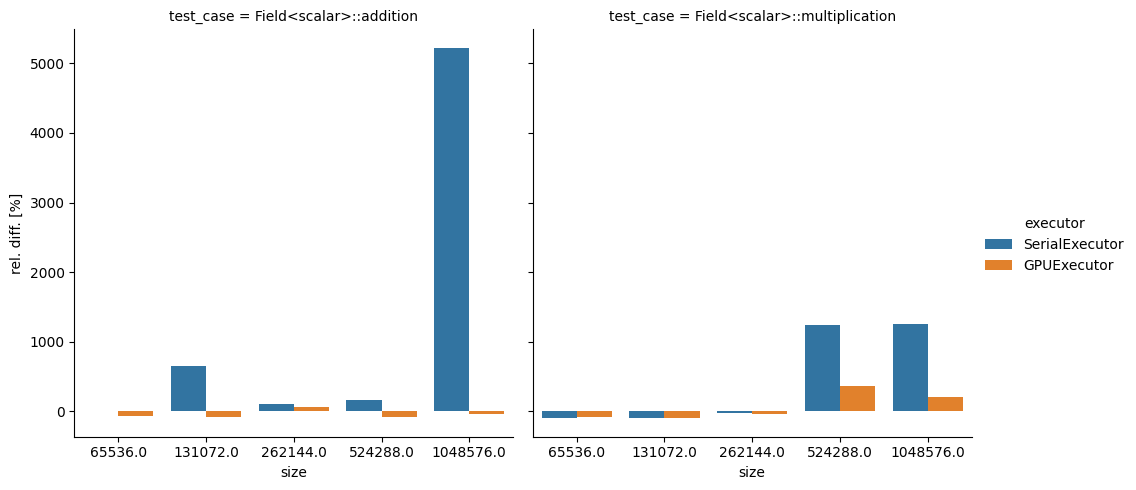 test_case = Field<scalar>::addition
test_case = Field<scalar>::multiplication
rel. diff. [%]
5000
4000
3000
2000
1000
0
65536.0 131072.0 262144.0 524288.0 1048576.0
size
65536.0 131072.0 262144.0 524288.0 1048576.0
size
executor
SerialExecutor
GPUExecutor